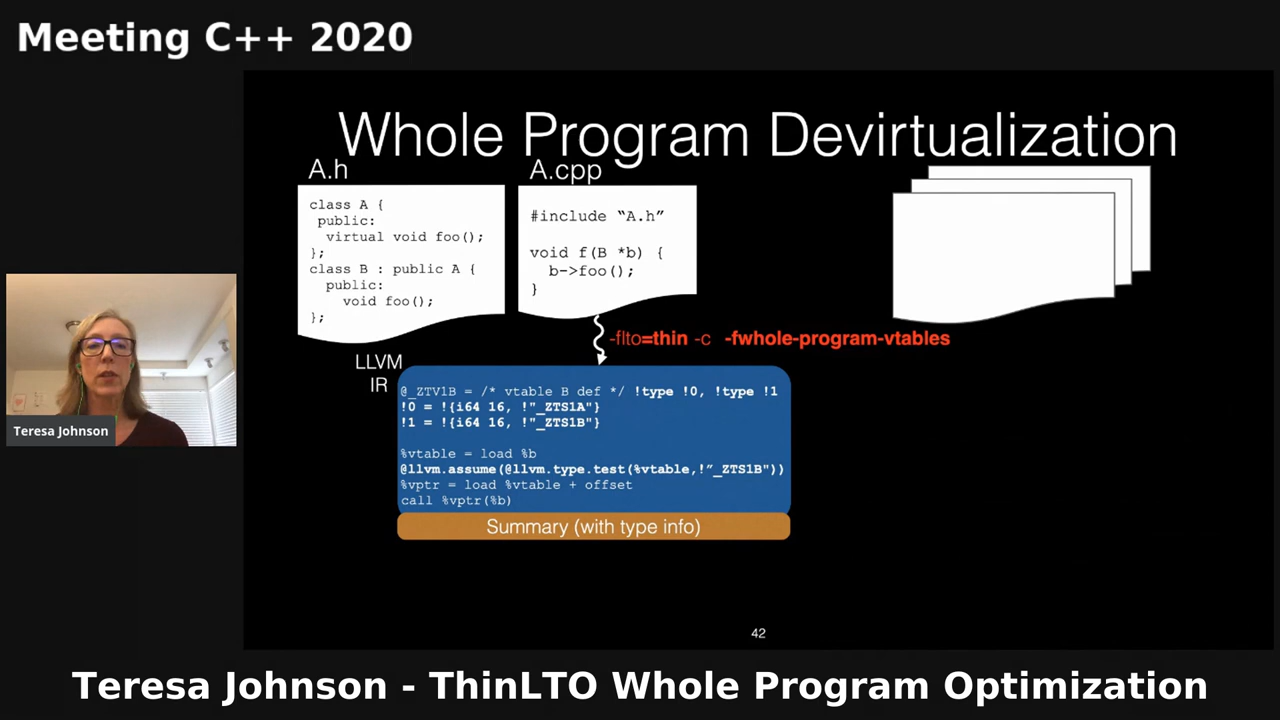 Meeting C++ 2020
Whole Program Devirtualization
A.h
class A {
public:
virtual void foo();
};
class B : public A {
public:
void foo();
};
A.cpp
#include “A.h”
void f(B *b) {
b->foo();
}
-flto=thin -c -fwhole-program-vtables
LLVM
IR
@_ZTV1B = /* vtable B def */ !type !0, !type !1
!0 = !{i64 16, !"_ZTS1A"}
!1 = !{i64 16, !"_ZTS1B"}
%vtable = load %b
@llvm.assume(@llvm.type.test(%vtable,!”_ZTS1B"))
%vptr = load %vtable + offset
call %vptr(%b)
Summary (with type info)
42
Teresa Johnson
Teresa Johnson - ThinLTO Whole Program Optimization